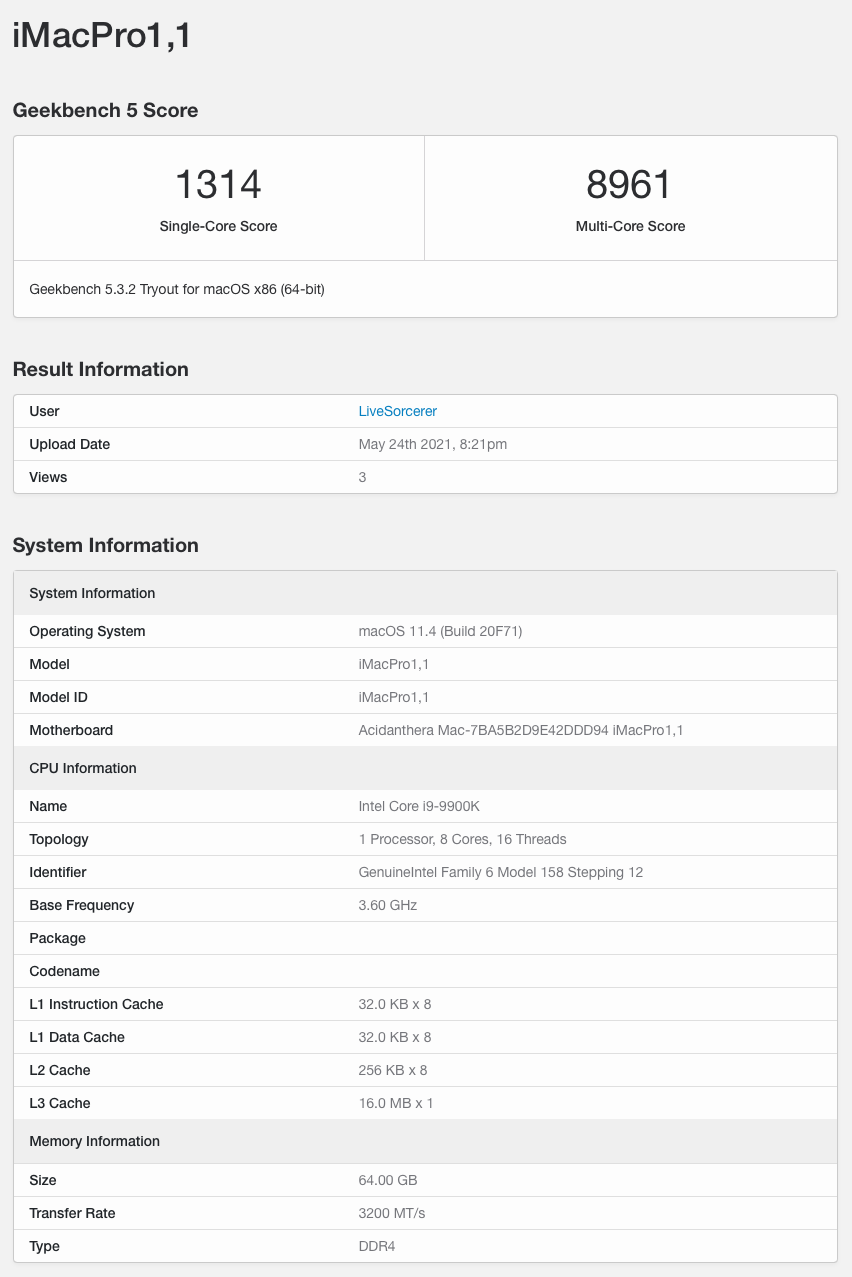 iMacPro1,1
Geekbench 5 Score
1314 8961
Single-Core Score Multi-Core Score
Geekbench 5.3.2 Tryout for macOS x86 (64-bit)
Result Information
User LiveSorcerer
Upload Date May 24th 2021, 8:21pm
Views 3
System Information
System Information
Operating System macOS 11.4 (Build 20F71)
Model iMacPro1,1
Model ID iMacPro1,1
Motherboard Acidanthera Mac-7BA5B2D9E42DDD94 iMacPro1,1
CPU Information
Name Intel Core i9-9900K
Topology 1 Processor, 8 Cores, 16 Threads
Identifier GenuineIntel Family 6 Model 158 Stepping 12
Base Frequency 3.60 GHz
Package
Codename
L1 Instruction Cache 32.0 KB x 8
L1 Data Cache 32.0 KB x 8
L2 Cache 256 KB x 8
L3 Cache 16.0 MB x 1
Memory Information
Size 64.00 GB
Transfer Rate 3200 MT/s
Type DDR4